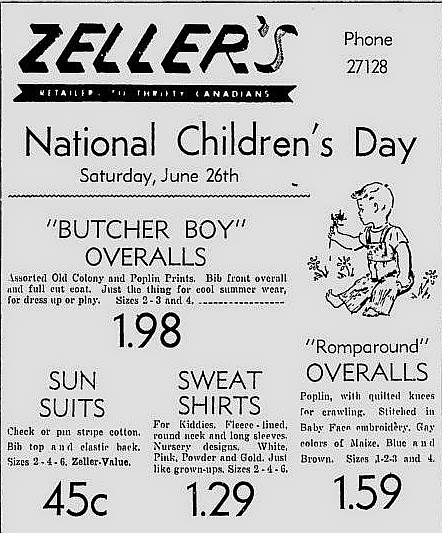 ZELLER'S
RETAILERS TO THRIFTY CANADIANS
Phone
27128
National Children's Day
Saturday, June 26th
"BUTCHER BOY"
OVERALLS
Assorted Old Colony and Poplin Prints. Bib front overall
and full cut coat. Just the thing for cool summer wear,
for dress up or play. Sizes 2 - 3 and 4.
1.98
SUN
SUITS
Check or pin stripe cotton.
Bib top and elastic back.
Sizes 2 - 4 - 6. Zeller-Value.
45c
SWEAT
SHIRTS
For Kiddies, Fleece-lined,
round neck and long sleeves.
Nursery designs. White,
Pink, Powder and Gold. Just
like grown-ups. Sizes 2 - 4 - 6.
1.29
"Romparound"
OVERALLS
Poplin, with quilted knees
for crawling. Stitched in
Baby Face embroidery. Gay
colors of Maize, Blue and
Brown. Sizes 1-2-3 and 4.
1.59